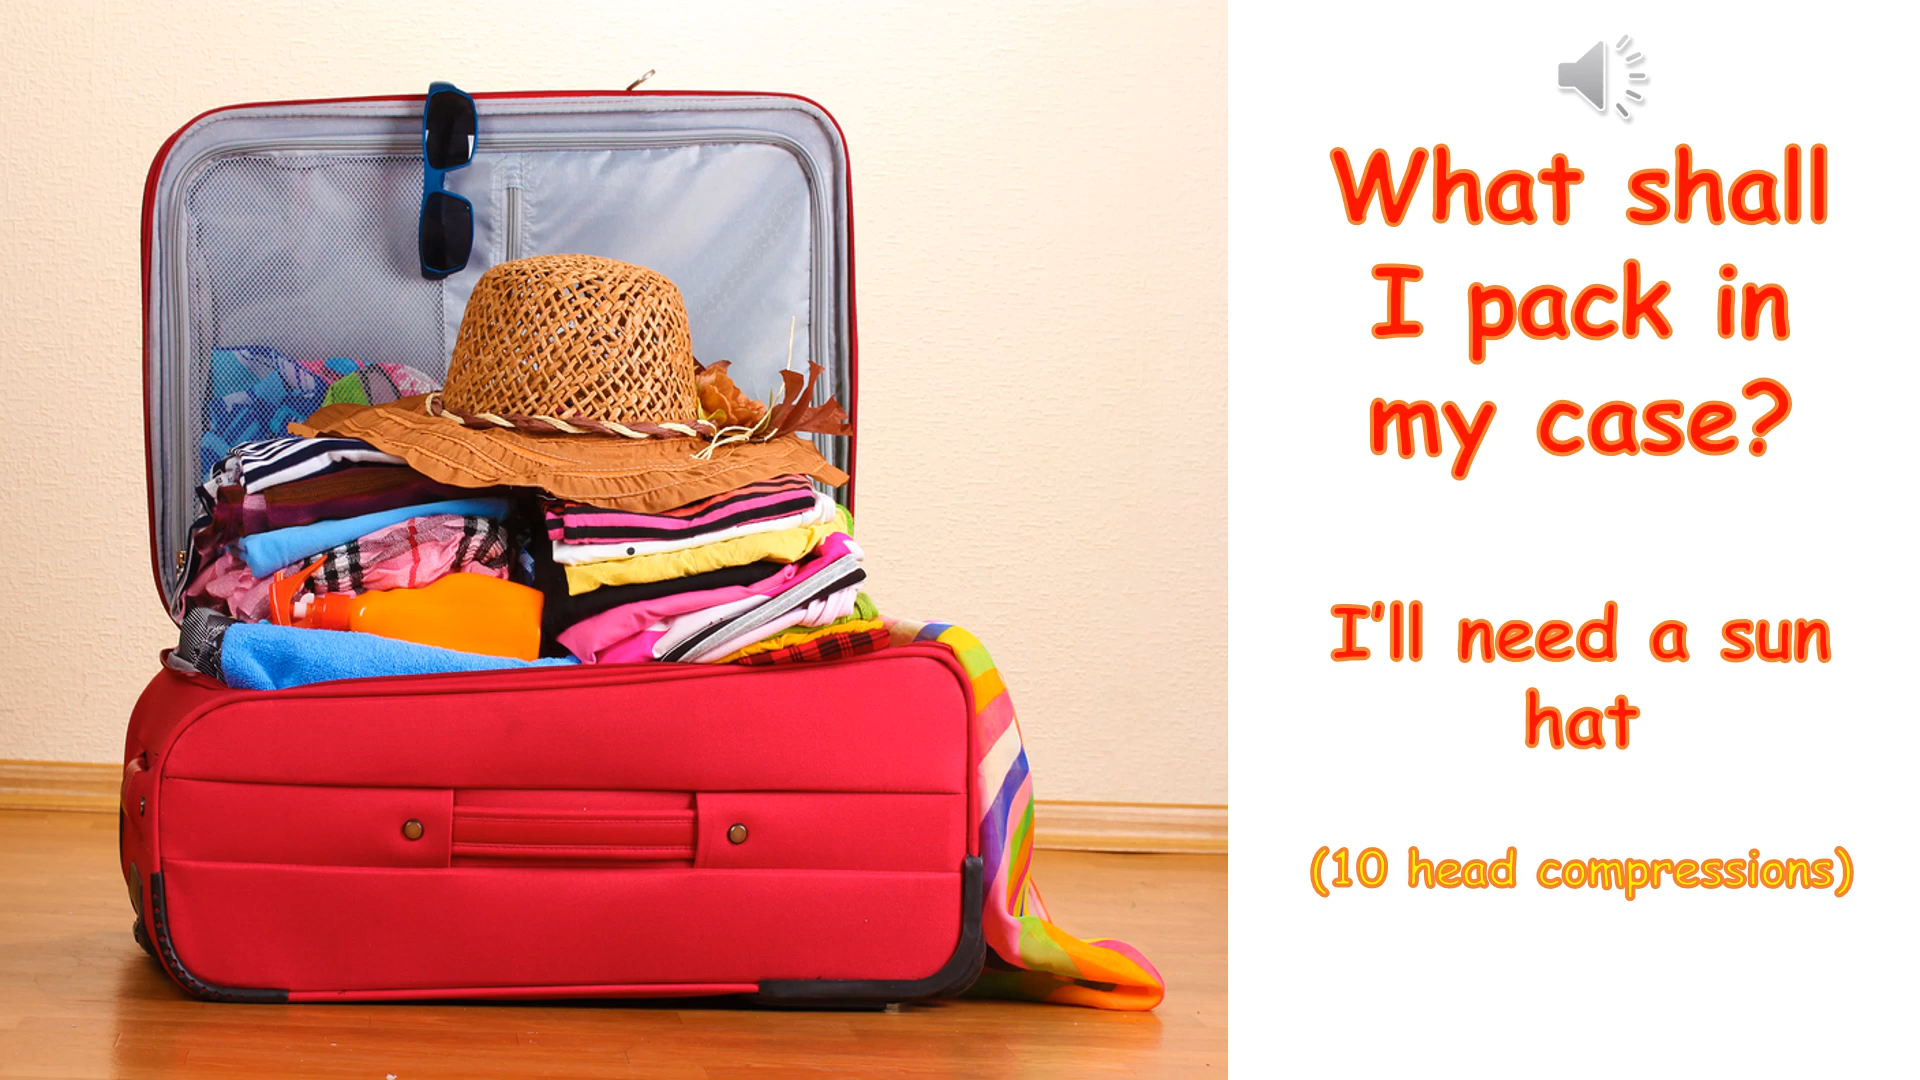 What shall
I pack in
my case?
I'll need a sun
hat
(10 head compressions)